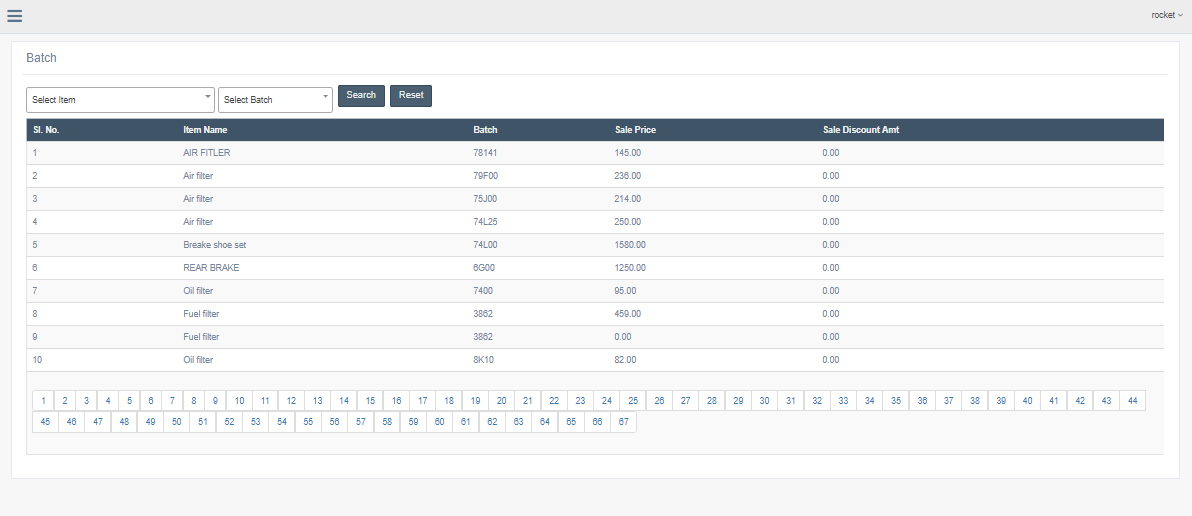 rocket
Batch
Select Item Select Batch Search Reset
Sl. No. Item Name Batch Sale Price Sale Discount Amt
1 AIR FITLER 78141 145.00 0.00
2 Air filter 79F00 236.00 0.00
3 Air filter 75J00 214.00 0.00
4 Air filter 74L25 250.00 0.00
5 Breake shoe set 74L00 1580.00 0.00
6 REAR BRAKE 6G00 1250.00 0.00
7 Oil filter 7400 95.00 0.00
8 Fuel filter 3862 459.00 0.00
9 Fuel filter 3862 0.00 0.00
10 Oil filter 8K10 82.00 0.00
1 2 3 4 5 6 7 8 9 10 11 12 13 14 15 16 17 18 19 20 21 22 23 24 25 26 27 28 29 30 31 32 33 34 35 36 37 38 39 40 41 42 43 44
45 46 47 48 49 50 51 52 53 54 55 56 57 58 59 60 61 62 63 64 65 66 67